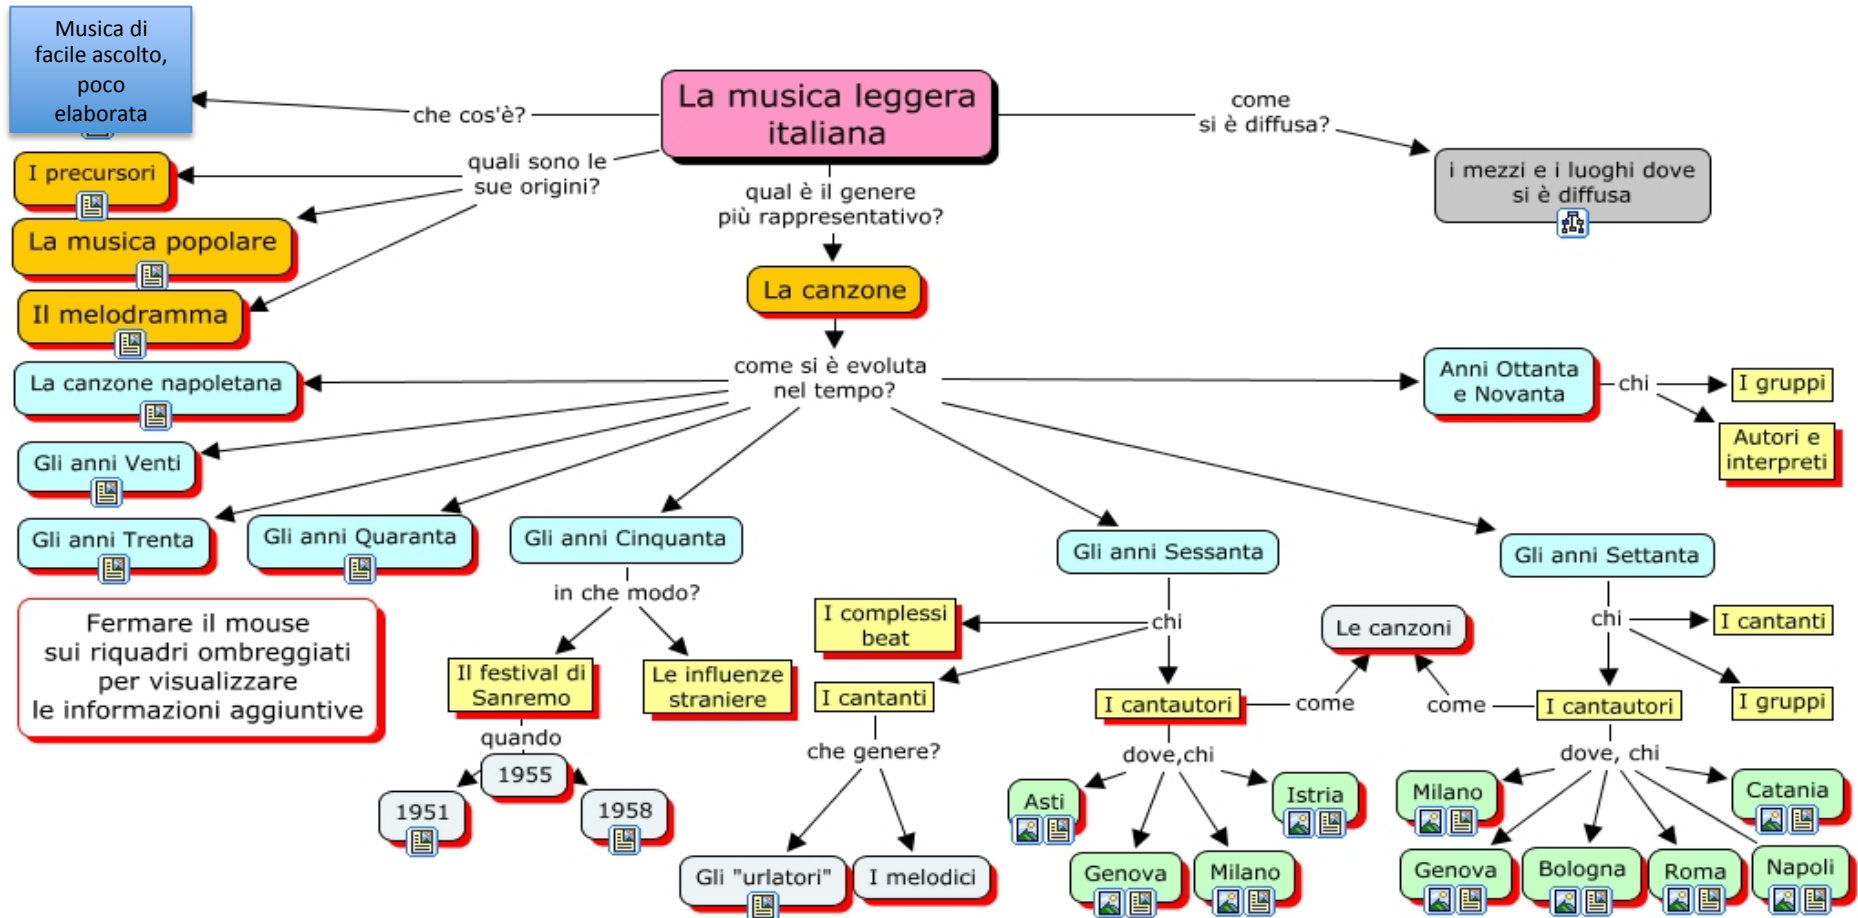 Musica di
facile ascolto,
poco
elaborata
La musica leggera
italiana
che cos'è?
come
si è diffusa?
i mezzi e i luoghi dove
si è diffusa
quali sono le
sue origini?
I precursori
La musica popolare
Il melodramma
qual è il genere
più rappresentativo?
La canzone
come si è evoluta
nel tempo?
La canzone napoletana
Gli anni Venti
Gli anni Trenta
Gli anni Quaranta
Gli anni Cinquanta
Gli anni Sessanta
Gli anni Settanta
Anni Ottanta
e Novanta
chi
I gruppi
Autori e
interpreti
Fermare il mouse
sui riquadri ombreggiati
per visualizzare
le informazioni aggiuntive
in che modo?
Il festival di
Sanremo
Le influenze
straniere
quando
1951
1955
1958
chi
I complessi
beat
I cantanti
I cantautori
che genere?
Gli "urlatori"
I melodici
come
Le canzoni
come
dove,chi
Asti
Genova
Milano
Istria
chi
I cantanti
I gruppi
I cantautori
dove, chi
Milano
Genova
Bologna
Roma
Napoli
Catania